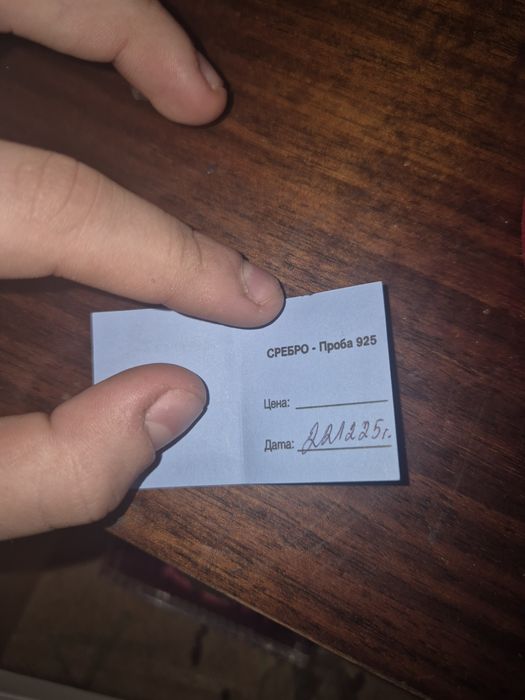 СРЕБРО - Проба 925
Цена:
Дата: 221225г.